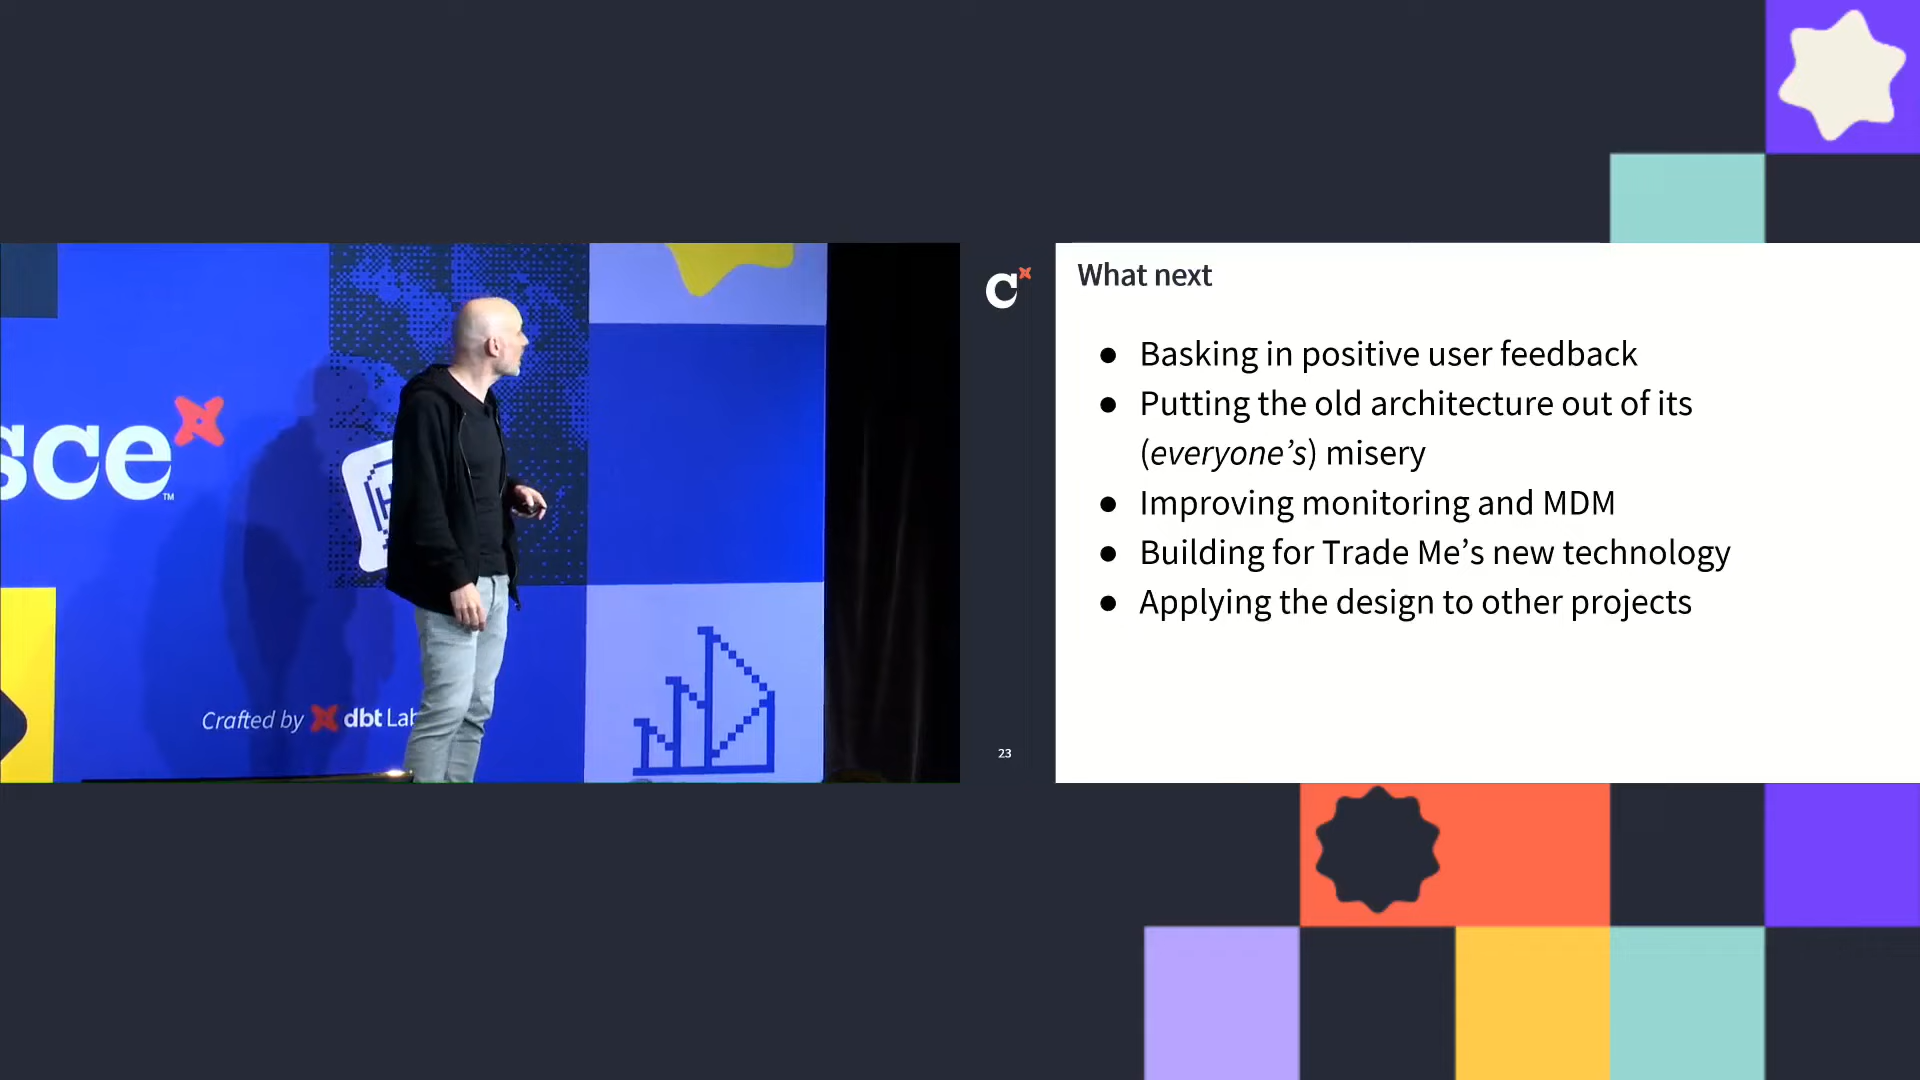 sce
TM
Crafted by dbt Lab
C
23
What next
● Basking in positive user feedback
● Putting the old architecture out of its
(everyone’s) misery
● Improving monitoring and MDM
● Building for Trade Me’s new technology
● Applying the design to other projects